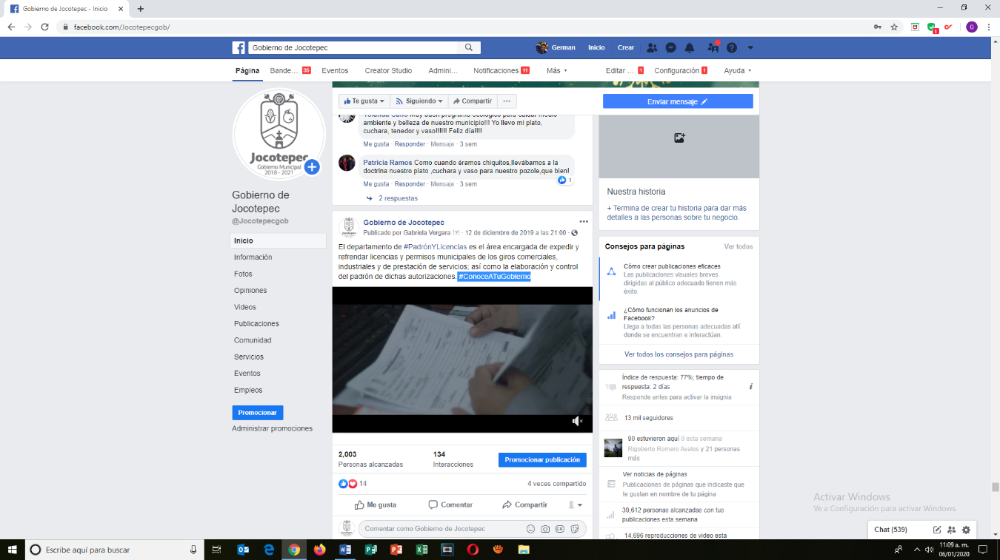 Gobierno de Jocotepec - Inicio
facebook.com/Jocotepecgob/
G
Gobierno de Jocotepec
German
Inicio
Crear
Página
Bande... 35
Eventos
Creator Studio
Admini...
Notificaciones 11
Más
Editar ... 1
Configuración 1
Ayuda
Jocotepec
Gobierno Municipal
2018 - 2021
Gobierno de
Jocotepec
@Jocotepecgob
Inicio
Información
Fotos
Opiniones
Videos
Publicaciones
Comunidad
Servicios
Eventos
Empleos
Promocionar
Administrar promociones
Te gusta
Siguiendo
Compartir
Enviar mensaje
ambiente y belleza de nuestro municipio!!! Yo llevo mi plato,
cuchara, tenedor y vaso!!!!!! Feliz día!!!!
Me gusta · Responder · Mensaje · 3 sem
Patricia Ramos Como cuando éramos chiquitos,llevábamos a la
doctrina nuestro plato ,cuchara y vaso para nuestro pozole,que bien!
1
Me gusta · Responder · Mensaje · 3 sem
2 respuestas
Gobierno de Jocotepec
Publicado por Gabriela Vergara [?] · 12 de diciembre de 2019 a las 21:00 ·
El departamento de #PadrónYLicencias es el área encargada de expedir y
refrendar licencias y permisos municipales de los giros comerciales,
industriales y de prestación de servicios; así como la elaboración y control
del padrón de dichas autorizaciones. #ConoceATuGobierno
2,003
Personas alcanzadas
134
Interacciones
Promocionar publicación
14
4 veces compartido
Me gusta
Comentar
Compartir
Comentar como Gobierno de Jocotepec
GIF
Nuestra historia
+ Termina de crear tu historia para dar más
detalles a las personas sobre tu negocio.
Consejos para páginas
Ver todos
Cómo crear publicaciones eficaces
Las publicaciones visuales breves
dirigidas al público adecuado tienen más
éxito.
¿Cómo funcionan los anuncios de
Facebook?
Llega a todas las personas adecuadas allí
donde se encuentran e interactúan.
Ver todos los consejos para páginas
Índice de respuesta: 77%; tiempo de
respuesta: 2 días
Responde antes para activar la insignia
13 mil seguidores
90 estuvieron aquí 0 esta semana
Rigoberto Romero Avalos y 21 personas
más
Ver noticias de páginas
Publicaciones de páginas que indicaste que
te gustan en nombre de tu página
39,612 personas alcanzadas con tus
publicaciones esta semana
14,696 reproducciones de video esta
Activar Windows
Ve a Configuración para activar Windows.
Chat (539)
Escribe aquí para buscar
11:09 a. m.
06/01/2020